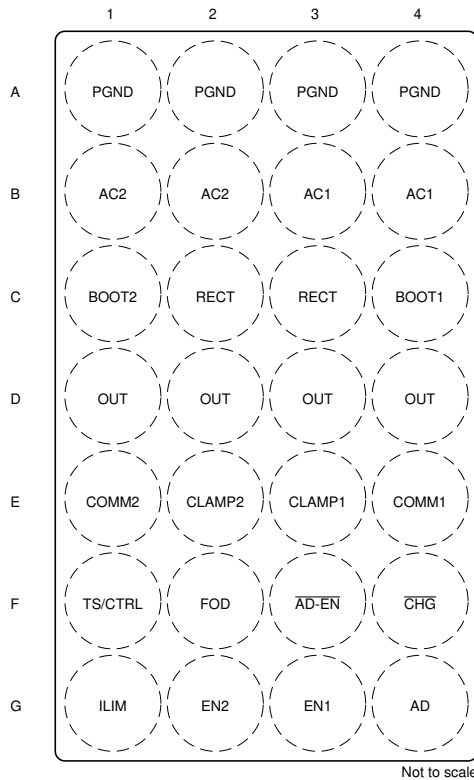 1 2 3 4
A PGND PGND PGND PGND
B AC2 AC2 AC1 AC1
C BOOT2 RECT RECT BOOT1
D OUT OUT OUT OUT
E COMM2 CLAMP2 CLAMP1 COMM1
F TS/CTRL FOD AD-EN CHG
G ILIM EN2 EN1 AD
Not to scale